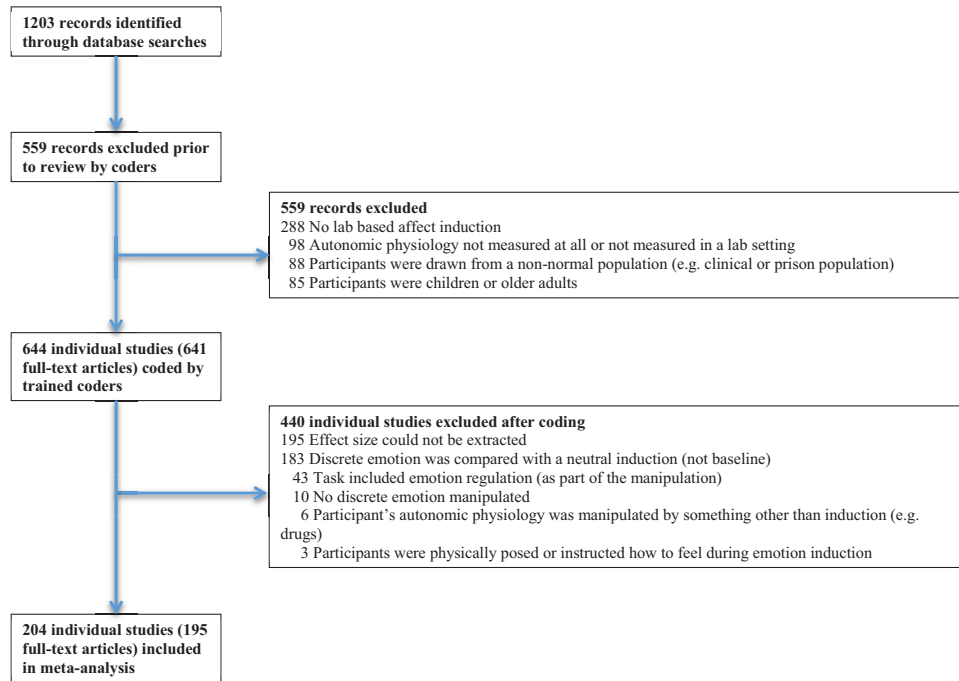 1203 records identified
through database searches
559 records excluded prior
to review by coders
559 records excluded
288 No lab based affect induction
98 Autonomic physiology not measured at all or not measured in a lab setting
88 Participants were drawn from a non-normal population (e.g. clinical or prison population)
85 Participants were children or older adults
644 individual studies (641
full-text articles) coded by
trained coders
440 individual studies excluded after coding
195 Effect size could not be extracted
183 Discrete emotion was compared with a neutral induction (not baseline)
43 Task included emotion regulation (as part of the manipulation)
10 No discrete emotion manipulated
6 Participant's autonomic physiology was manipulated by something other than induction (e.g.
drugs)
3 Participants were physically posed or instructed how to feel during emotion induction
204 individual studies (195
full-text articles) included
in meta-analysis